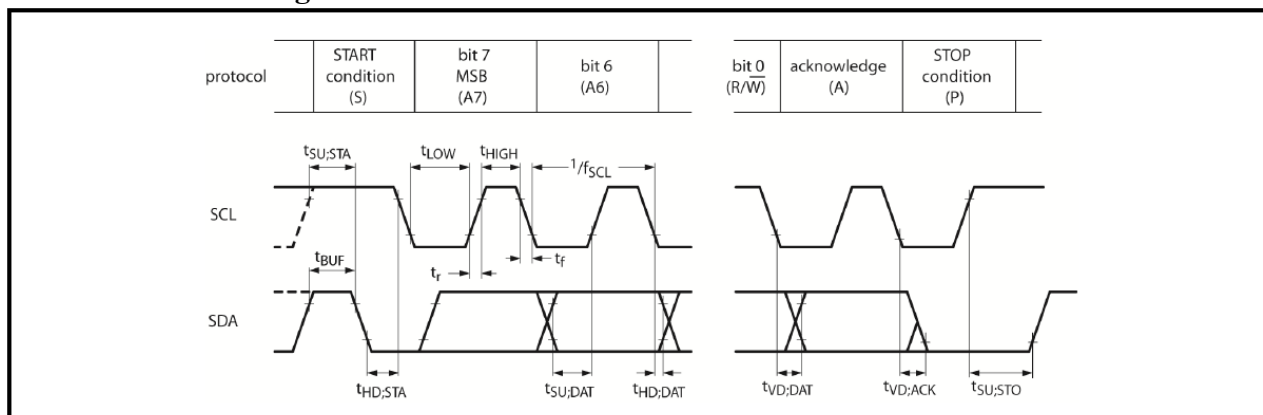 protocol
START
condition
(S)
bit 7
MSB
(A7)
bit 6
(A6)
bit 0
(R/W̅)
acknowledge
(A)
STOP
condition
(P)
tSU;STA
tLOW
tHIGH
1/fSCL
SCL
tBUF
tr
tf
SDA
tHD;STA
tSU;DAT
tHD;DAT
tVD;DAT
tVD;ACK
tSU;STO